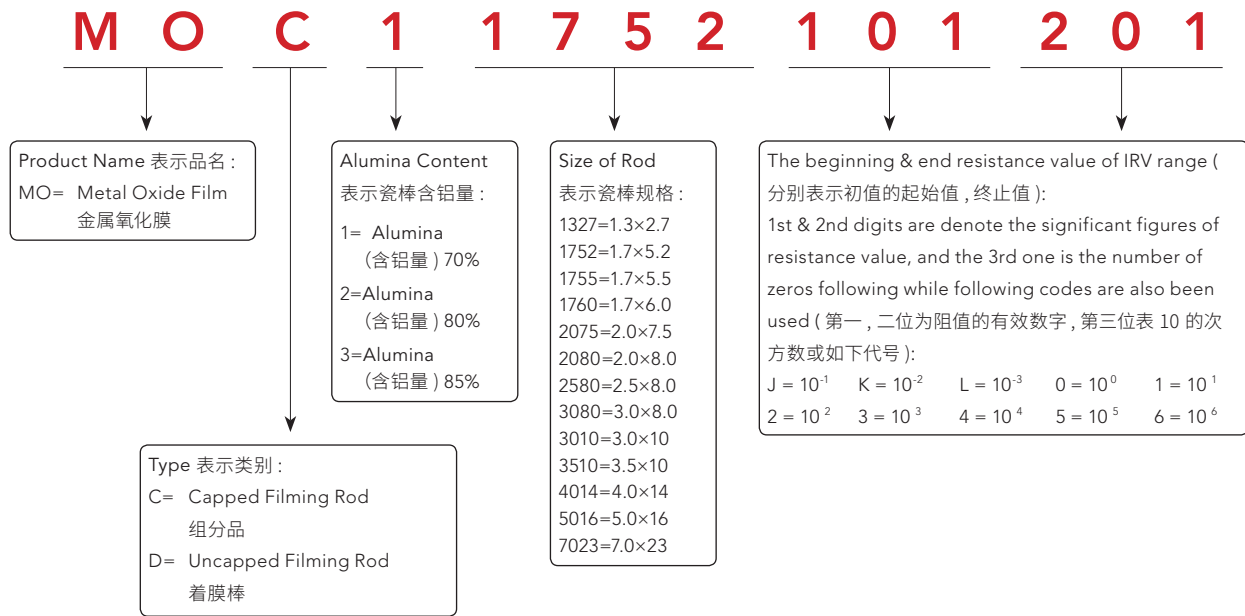 M O C 1 1 7 5 2 1 0 1 2 0 1
Product Name 表示品名 :
MO= Metal Oxide Film
金属氧化膜
Type 表示类别 :
C= Capped Filming Rod
组分品
D= Uncapped Filming Rod
着膜棒
Alumina Content
表示瓷棒含铝量 :
1= Alumina
(含铝量 ) 70%
2=Alumina
(含铝量 ) 80%
3=Alumina
(含铝量 ) 85%
Size of Rod
表示瓷棒规格 :
1327=1.3×2.7
1752=1.7×5.2
1755=1.7×5.5
1760=1.7×6.0
2075=2.0×7.5
2080=2.0×8.0
2580=2.5×8.0
3080=3.0×8.0
3010=3.0×10
3510=3.5×10
4014=4.0×14
5016=5.0×16
7023=7.0×23
The beginning & end resistance value of IRV range (
分别表示初值的起始值 , 终止值 ):
1st & 2nd digits are denote the significant figures of
resistance value, and the 3rd one is the number of
zeros following while following codes are also been
used ( 第一 , 二位为阻值的有效数字 , 第三位表 10 的次
方数或如下代号 ):
J = 10⁻¹ K = 10⁻² L = 10⁻³ 0 = 10⁰ 1 = 10¹
2 = 10² 3 = 10³ 4 = 10⁴ 5 = 10⁵ 6 = 10⁶